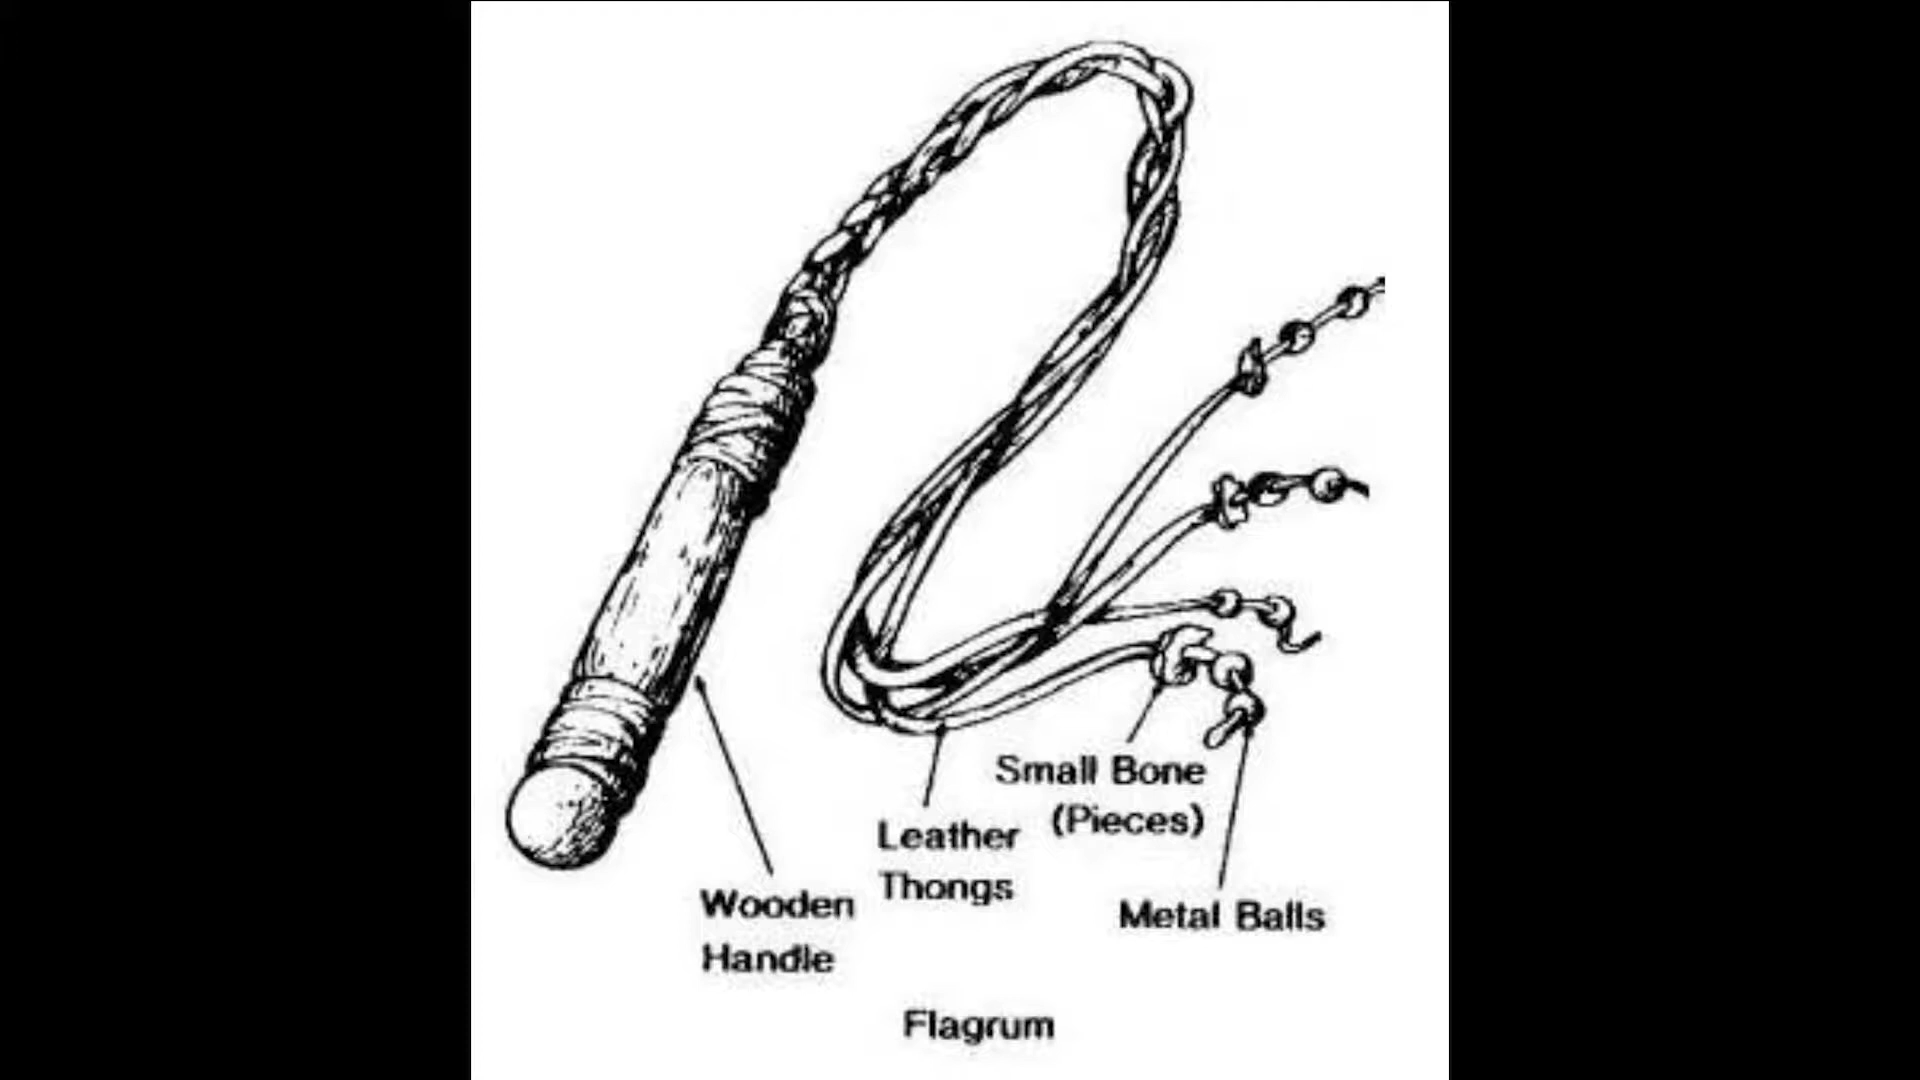 Small Bone
(Pieces)
Leather
Thongs
Wooden
Handle
Metal Balls
Flagrum